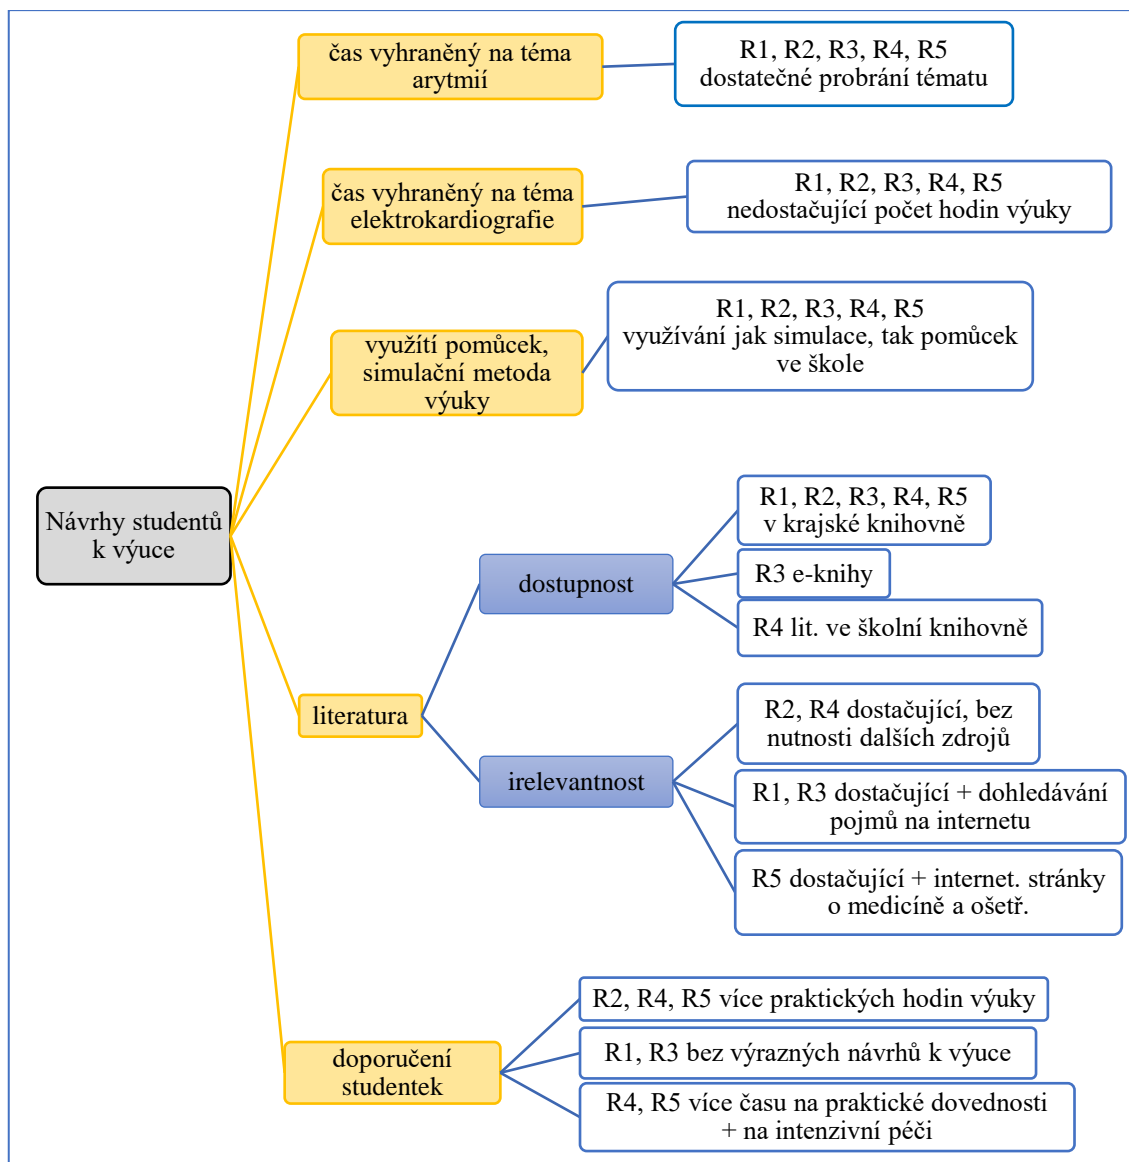 čas vyhraněný na téma
arytmií
R1, R2, R3, R4, R5
dostatečné probrání tématu
čas vyhraněný na téma
elektrokardiografie
R1, R2, R3, R4, R5
nedostačující počet hodin výuky
využítí pomůcek,
simulační metoda
výuky
R1, R2, R3, R4, R5
využívání jak simulace, tak pomůcek
ve škole
Návrhy studentů
k výuce
literatura
dostupnost
R1, R2, R3, R4, R5
v krajské knihovně
R3 e-knihy
R4 lit. ve školní knihovně
irelevantnost
R2, R4 dostačující, bez
nutnosti dalších zdrojů
R1, R3 dostačující + dohledávání
pojmů na internetu
R5 dostačující + internet. stránky
o medicíně a ošetř.
doporučení
studentek
R2, R4, R5 více praktických hodin výuky
R1, R3 bez výrazných návrhů k výuce
R4, R5 více času na praktické dovednosti
+ na intenzivní péči